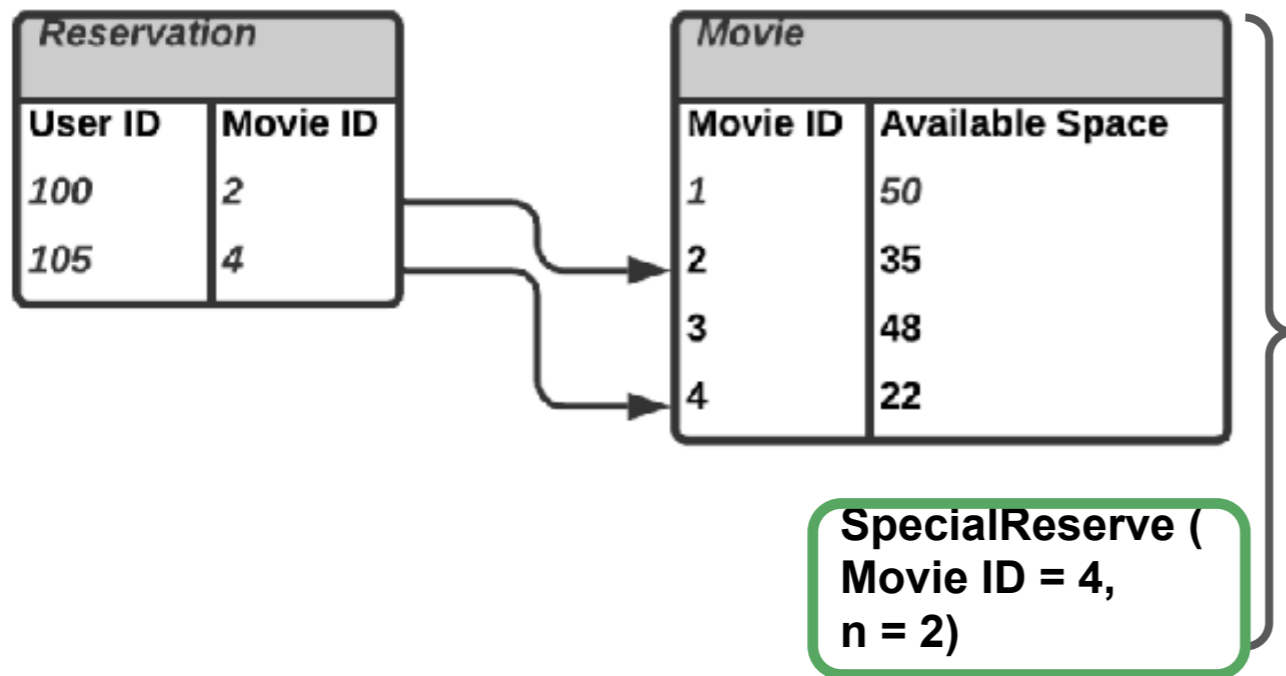 Reservation
User ID Movie ID
100 2
105 4
Movie
Movie ID Available Space
1 50
2 35
3 48
4 22
SpecialReserve (
Movie ID = 4,
n = 2)